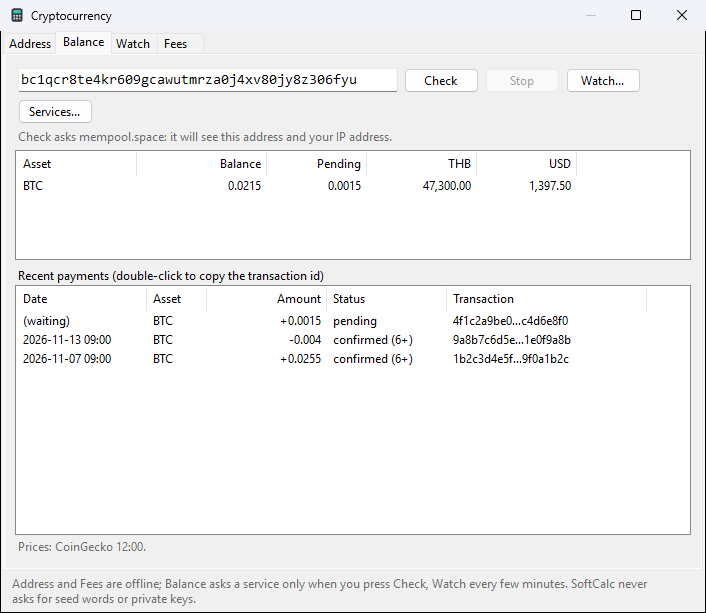 Cryptocurrency
Address Balance Watch Fees
bc1qcr8te4kr609gcawutmrza0j4xv80jy8z306fyu Check Stop Watch...
Services...
Check asks mempool.space: it will see this address and your IP address.
Asset Balance Pending THB USD
BTC 0.0215 0.0015 47,300.00 1,397.50
Recent payments (double-click to copy the transaction id)
Date Asset Amount Status Transaction
(waiting) BTC +0.0015 pending 4f1c2a9be0...c4d6e8f0
2026-11-13 09:00 BTC -0.004 confirmed (6+) 9a8b7c6d5e...1e0f9a8b
2026-11-07 09:00 BTC +0.0255 confirmed (6+) 1b2c3d4e5f...9f0a1b2c
Prices: CoinGecko 12:00.
Address and Fees are offline; Balance asks a service only when you press Check, Watch every few minutes. SoftCalc never
asks for seed words or private keys.